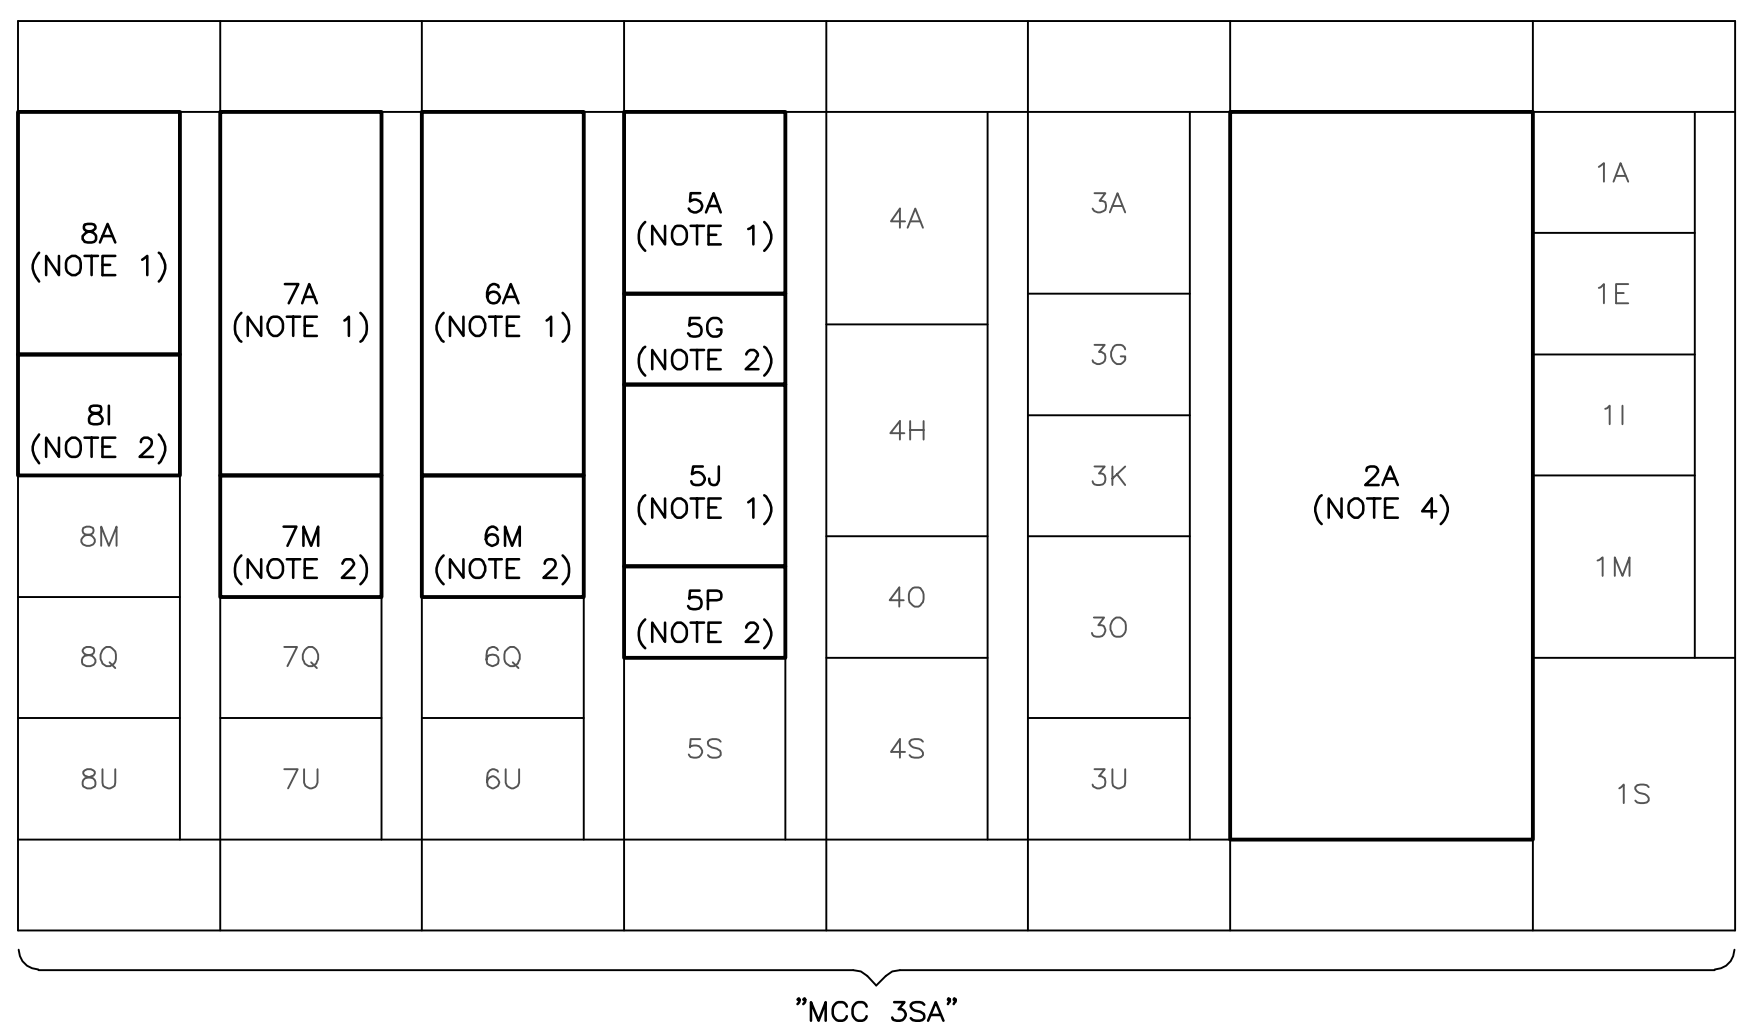 8A
(NOTE 1)
8I
(NOTE 2)
8M
8Q
8U
7A
(NOTE 1)
7M
(NOTE 2)
7Q
7U
6A
(NOTE 1)
6M
(NOTE 2)
6Q
6U
5A
(NOTE 1)
5G
(NOTE 2)
5J
(NOTE 1)
5P
(NOTE 2)
5S
4A
4H
4O
4S
3A
3G
3K
3O
3U
2A
(NOTE 4)
1A
1E
1I
1M
1S
"MCC 3SA"